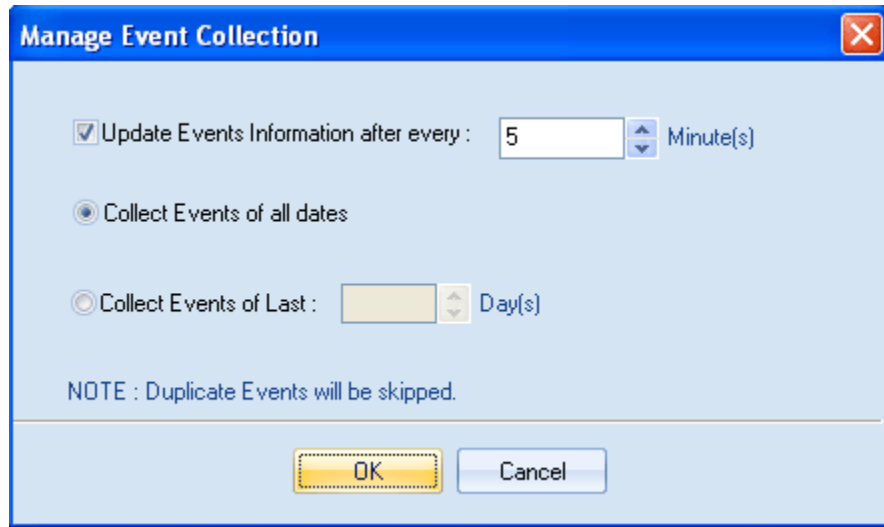 Manage Event Collection
Update Events Information after every : 5 Minute(s)
Collect Events of all dates
Collect Events of Last : Day(s)
NOTE : Duplicate Events will be skipped.
OK Cancel